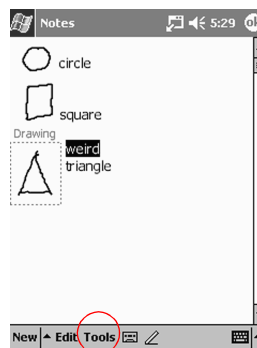 Notes 5:29 ok
circle
square
Drawing
weird
triangle
New Edit Tools